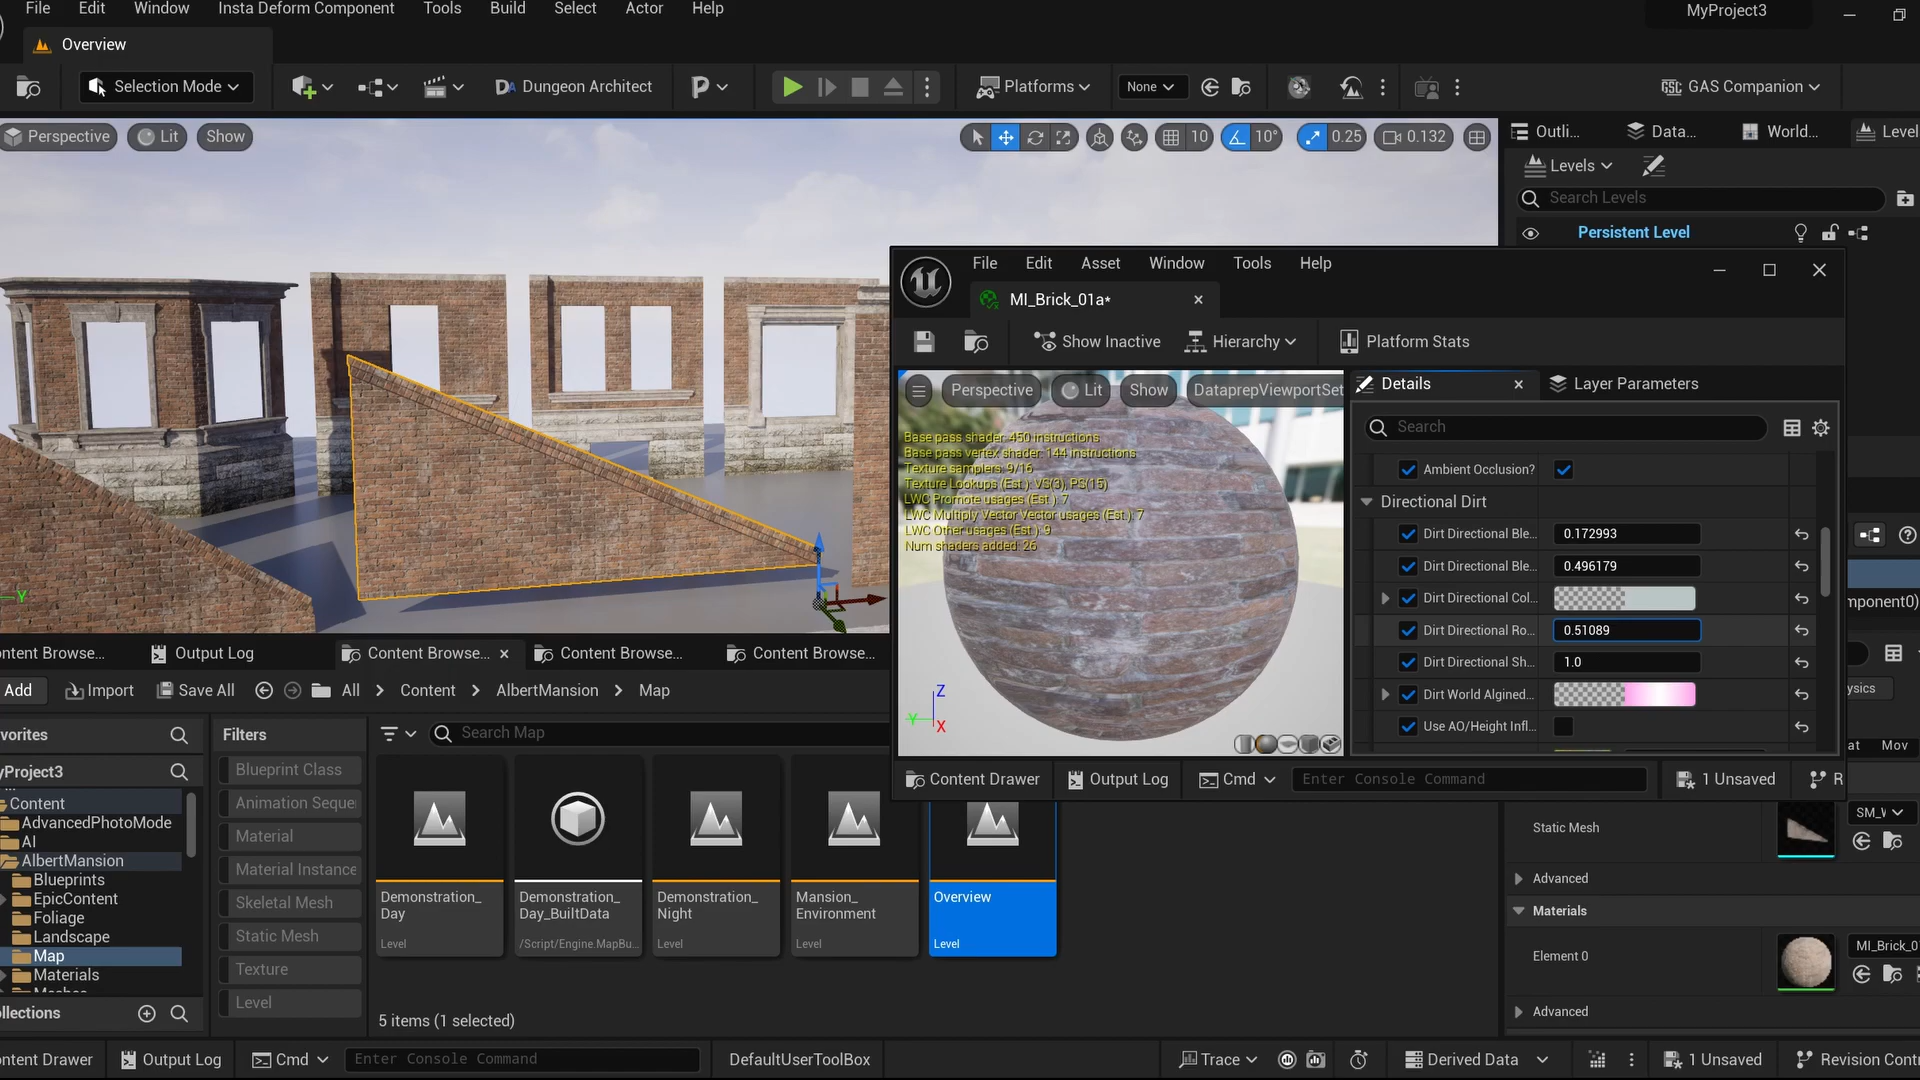 File Edit Window Insta Deform Component Tools Build Select Actor Help
MyProject3
Overview
Selection Mode
Dungeon Architect
Platforms
None
GAS Companion
Perspective Lit Show
10 10° 0.25 0.132
Outli... Data... World... Level
Levels
Search Levels
Persistent Level
File Edit Asset Window Tools Help
MI_Brick_01a*
Show Inactive Hierarchy Platform Stats
Perspective Lit Show DataprepViewportSet
Base pass shader: 450 instructions
Base pass vertex shader: 144 instructions
Texture samplers: 9/16
Texture Lookups (Est.): VS(3), PS(15)
LWC Promote usages (Est.): 7
LWC Multiply Vector Vector usages (Est.): 7
LWC Other usages (Est.): 9
Num shaders added: 26
Z
Y
X
Details Layer Parameters
Search
Ambient Occlusion?
Directional Dirt
Dirt Directional Ble... 0.172993
Dirt Directional Ble... 0.496179
Dirt Directional Col...
Dirt Directional Ro... 0.51089
Dirt Directional Sh... 1.0
Dirt World Algined...
Use AO/Height Infl...
Content Drawer Output Log Cmd Enter Console Command 1 Unsaved R
Y
mponent0)
ysics
at Mov
ntent Browse... Output Log Content Browse... Content Browse... Content Browse...
Add Import Save All All Content AlbertMansion Map
vorites
yProject3
Content
AdvancedPhotoMode
AI
AlbertMansion
Blueprints
EpicContent
Foliage
Landscape
Map
Materials
ollections
Filters
Blueprint Class
Animation Seque
Material
Material Instance
Skeletal Mesh
Static Mesh
Texture
Level
Search Map
Demonstration_
Day
Level
Demonstration_
Day_BuiltData
/Script/Engine.MapBu...
Demonstration_
Night
Level
Mansion_
Environment
Level
Overview
Level
5 items (1 selected)
Static Mesh
Advanced
Materials
Element 0 MI_Brick_0
Advanced
ntent Drawer Output Log Cmd Enter Console Command DefaultUserToolBox Trace Derived Data 1 Unsaved Revision Cont